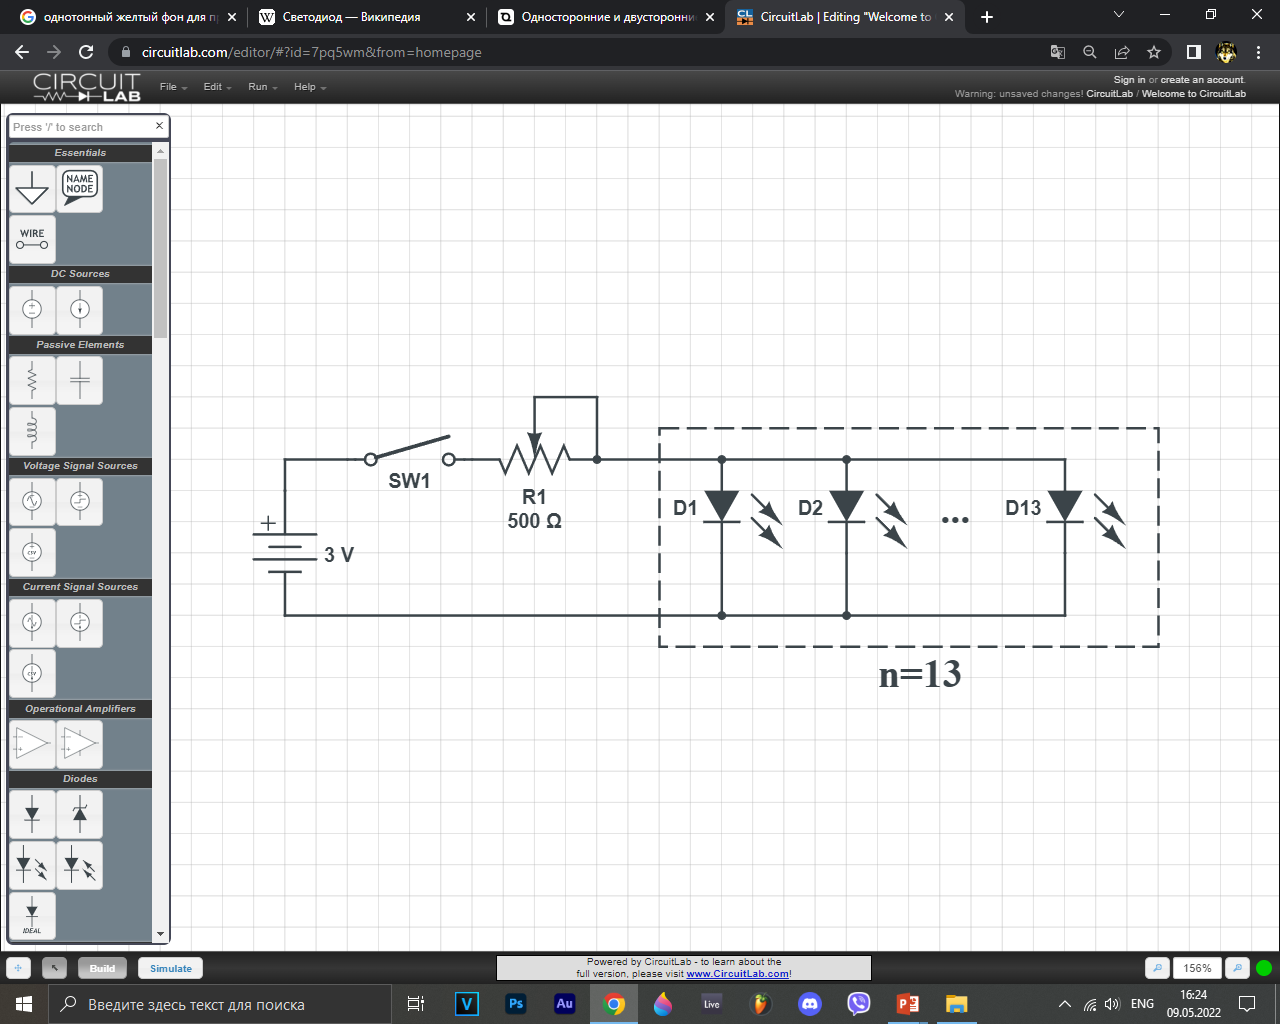 однотонный желтый фон для п
Светодиод — Википедия
Односторонние и двусторонни
CircuitLab | Editing "Welcome to
circuitlab.com/editor/#?id=7pq5wm&from=homepage
CIRCUIT
LAB
File
Edit
Run
Help
Sign in or create an account.
Warning: unsaved changes! CircuitLab / Welcome to CircuitLab
Press '/' to search
Essentials
NAME
NODE
WIRE
DC Sources
Passive Elements
Voltage Signal Sources
CSV
Current Signal Sources
CSV
Operational Amplifiers
Diodes
IDEAL
SW1
R1
500 Ω
+
3 V
D1
D2
...
D13
n=13
Build
Simulate
Powered by CircuitLab - to learn about the
full version, please visit www.CircuitLab.com!
156%
Введите здесь текст для поиска
V
Ps
Au
Live
P
ENG
16:24
09.05.2022